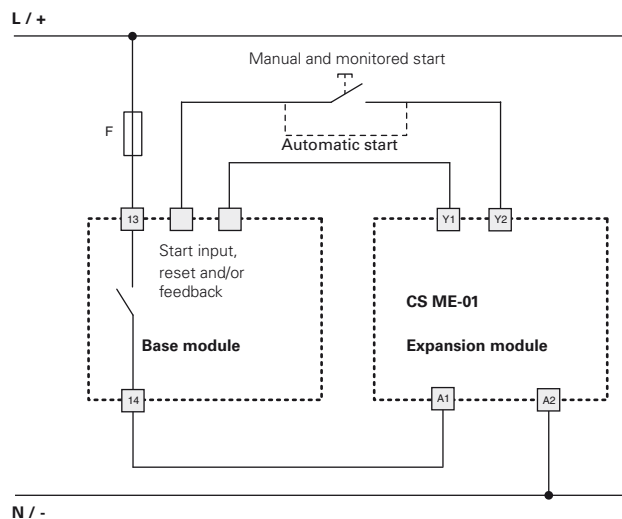 L / +
Manual and monitored start
F
Automatic start
13
Y1
Y2
Start input,
reset and/or
feedback
CS ME-01
Base module
Expansion module
14
A1
A2
N / -